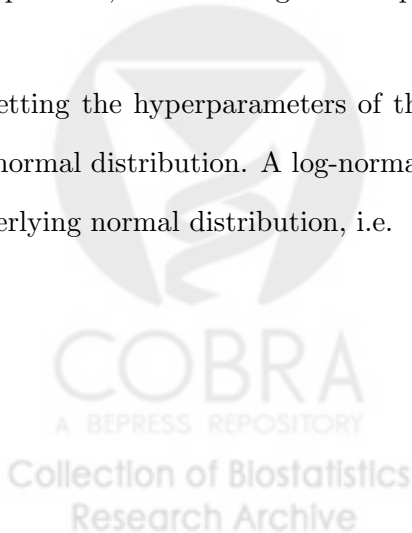 etting the hyperparameters of th
normal distribution. A log-norma
erlying normal distribution, i.e.
COBRA
A BEPRESS REPOSITORY
Collection of Biostatistics
Research Archive